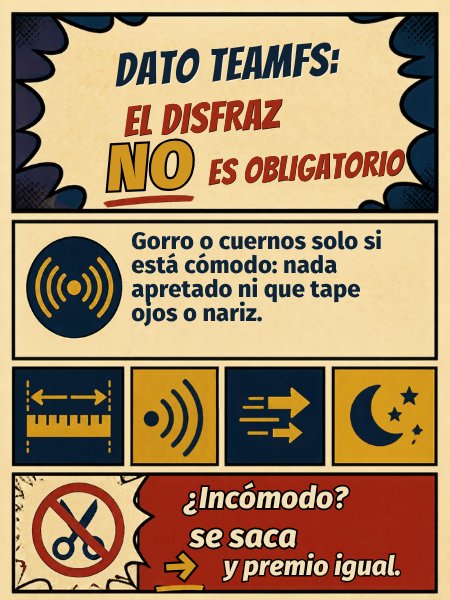 DATO TEAMFS:
EL DISFRAZ
NO ES OBLIGATORIO
Gorro o cuernos solo si
está cómodo: nada
apretado ni que tape
ojos o nariz.
¿Incómodo?
se saca
y premio igual.